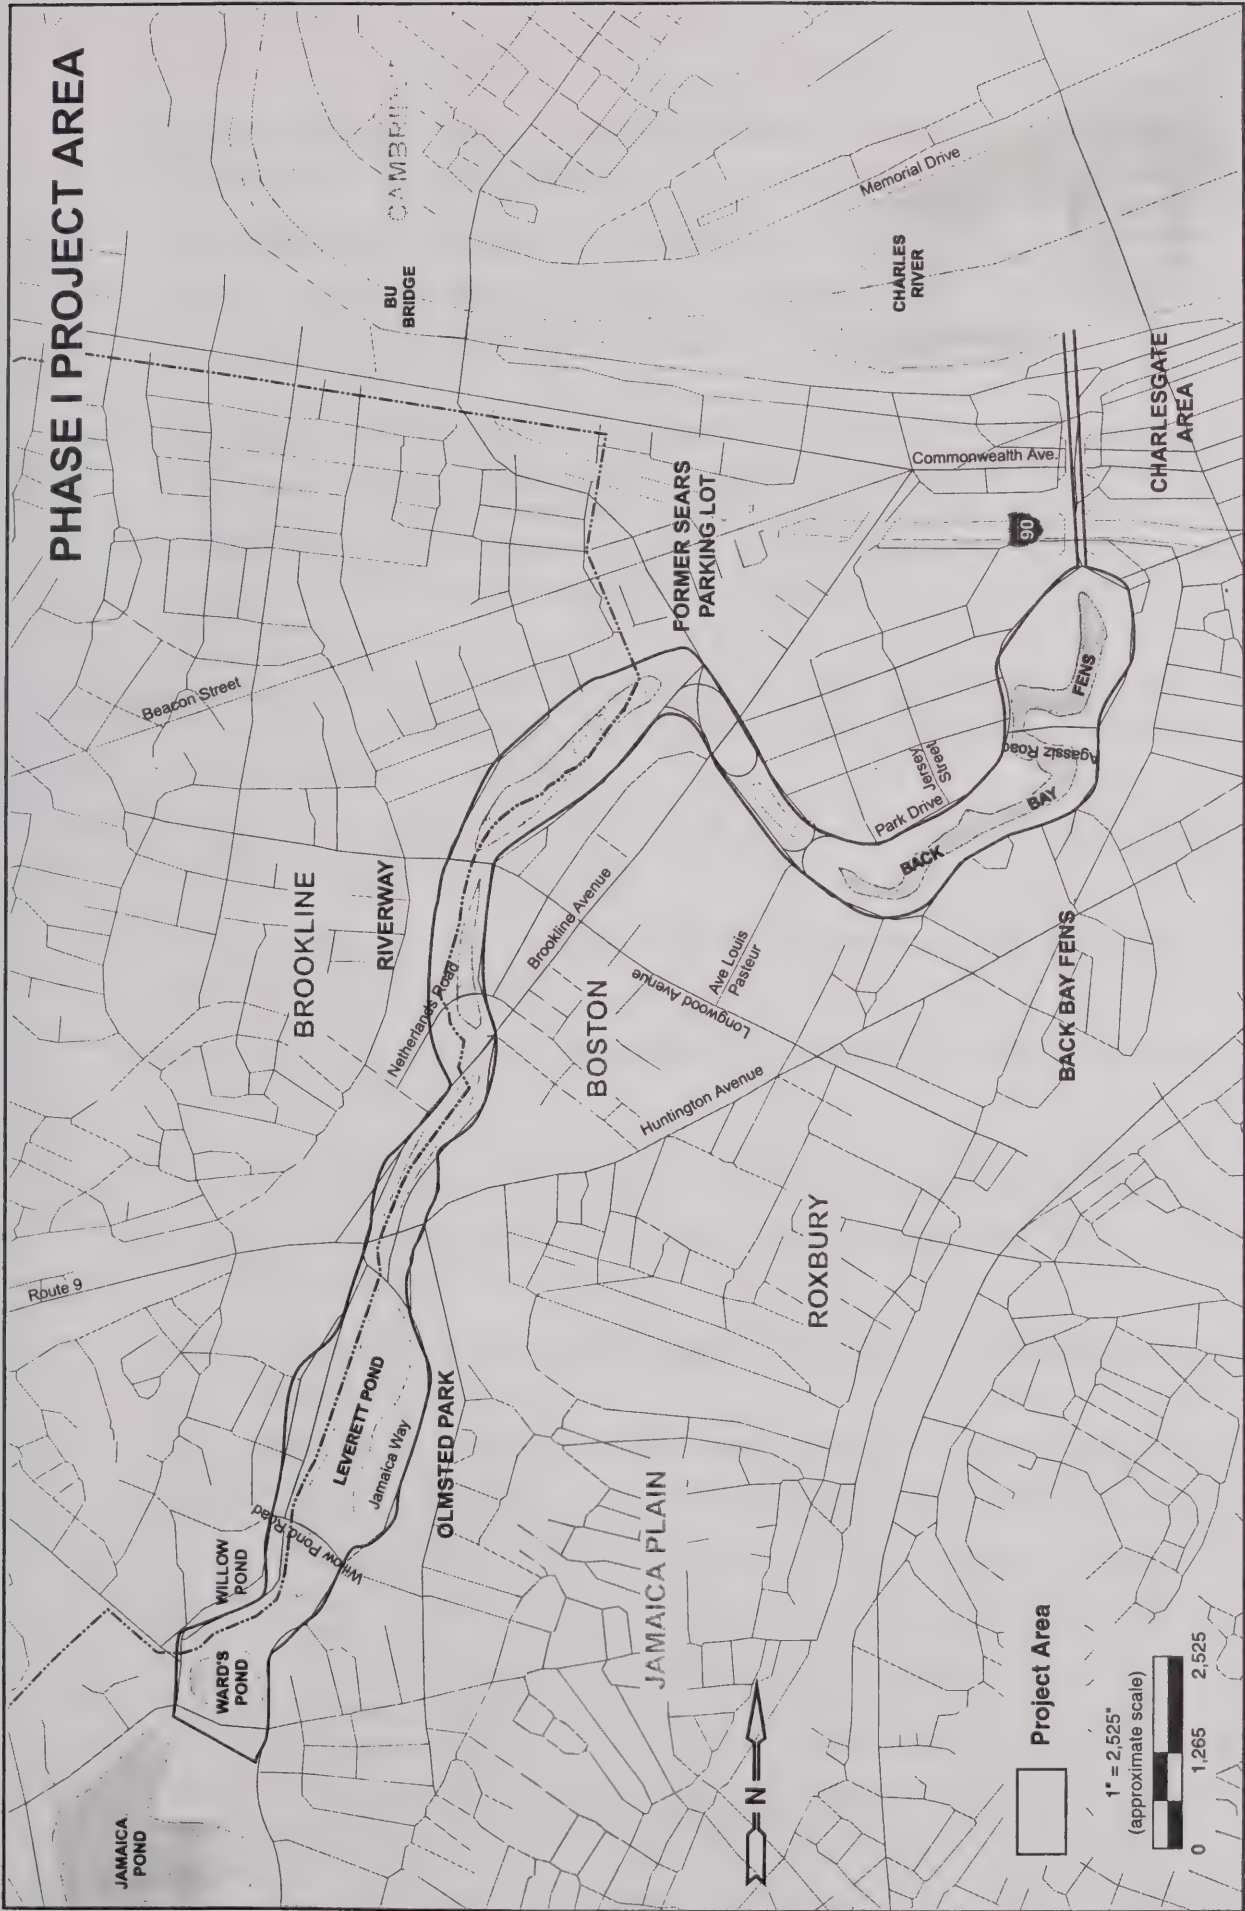 PHASE I PROJECT AREA
BU
BRIDGE
Memorial Drive
CHARLES
RIVER
CHARLESGATE
AREA
Commonwealth Ave.
90
FORMER SEARS
PARKING LOT
Beacon Street
FENS
Agassiz Road
Jersey
Street
Park Drive
BAY
BACK
BROOKLINE
RIVERWAY
Netherlands Road
Brookline Avenue
Ave Louis
Pasteur
Longwood Avenue
BOSTON
Huntington Avenue
BACK BAY FENS
Route 9
ROXBURY
LEVERETT POND
Jamaica Way
OLMSTED PARK
Willow Pond Road
WILLOW
POND
WARD'S
POND
JAMAICA PLAIN
JAMAICA
POND
N
Project Area
1" = 2,525"
(approximate scale)
0 1,265 2,525